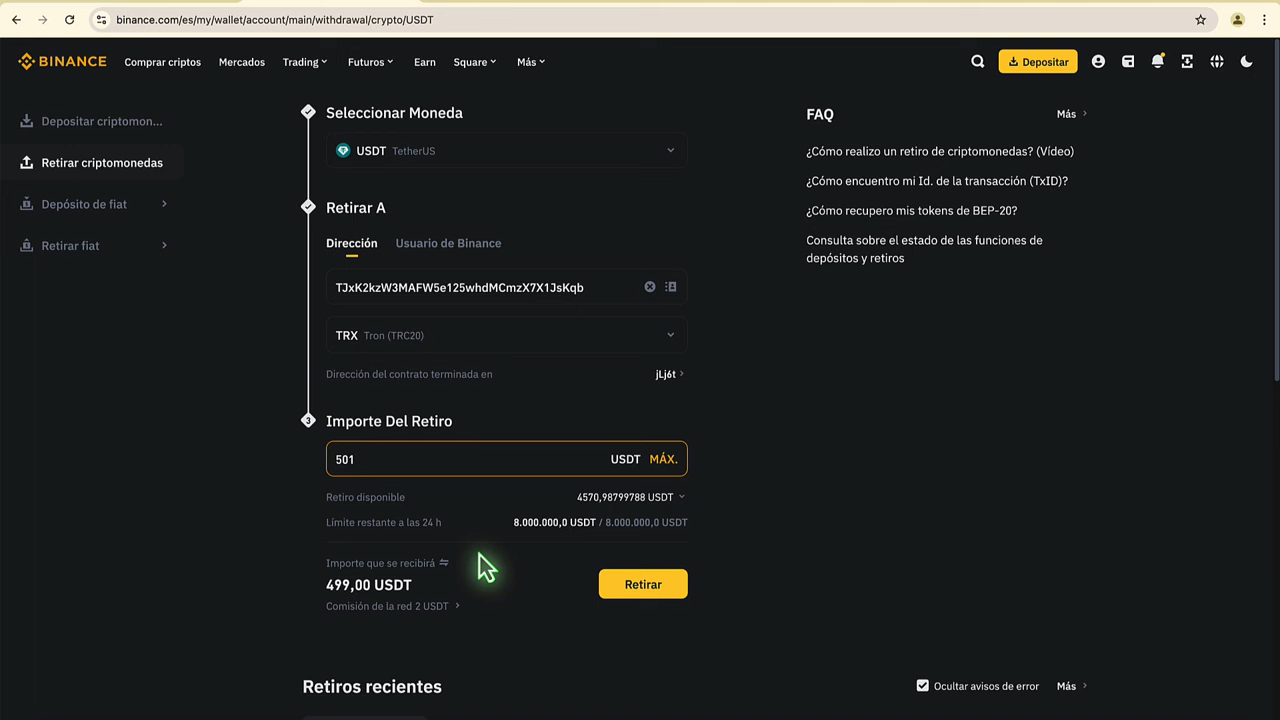 binance.com/es/my/wallet/account/main/withdrawal/crypto/USDT
BINANCE
Comprar criptos
Mercados
Trading
Futuros
Earn
Square
Más
Depositar
Depositar criptomon...
Retirar criptomonedas
Depósito de fiat
Retirar fiat
Seleccionar Moneda
USDT TetherUS
Retirar A
Dirección
Usuario de Binance
TJxK2kzW3MAFW5e125whdMCmzX7X1JsKqb
TRX Tron (TRC20)
Dirección del contrato terminada en
jLj6t
3
Importe Del Retiro
501
USDT
MÁX.
Retiro disponible
4570,98799788 USDT
Límite restante a las 24 h
8.000.000,0 USDT / 8.000.000,0 USDT
Importe que se recibirá
499,00 USDT
Comisión de la red 2 USDT
Retirar
FAQ
Más
¿Cómo realizo un retiro de criptomonedas? (Vídeo)
¿Cómo encuentro mi Id. de la transacción (TxID)?
¿Cómo recupero mis tokens de BEP-20?
Consulta sobre el estado de las funciones de
depósitos y retiros
Retiros recientes
Ocultar avisos de error
Más